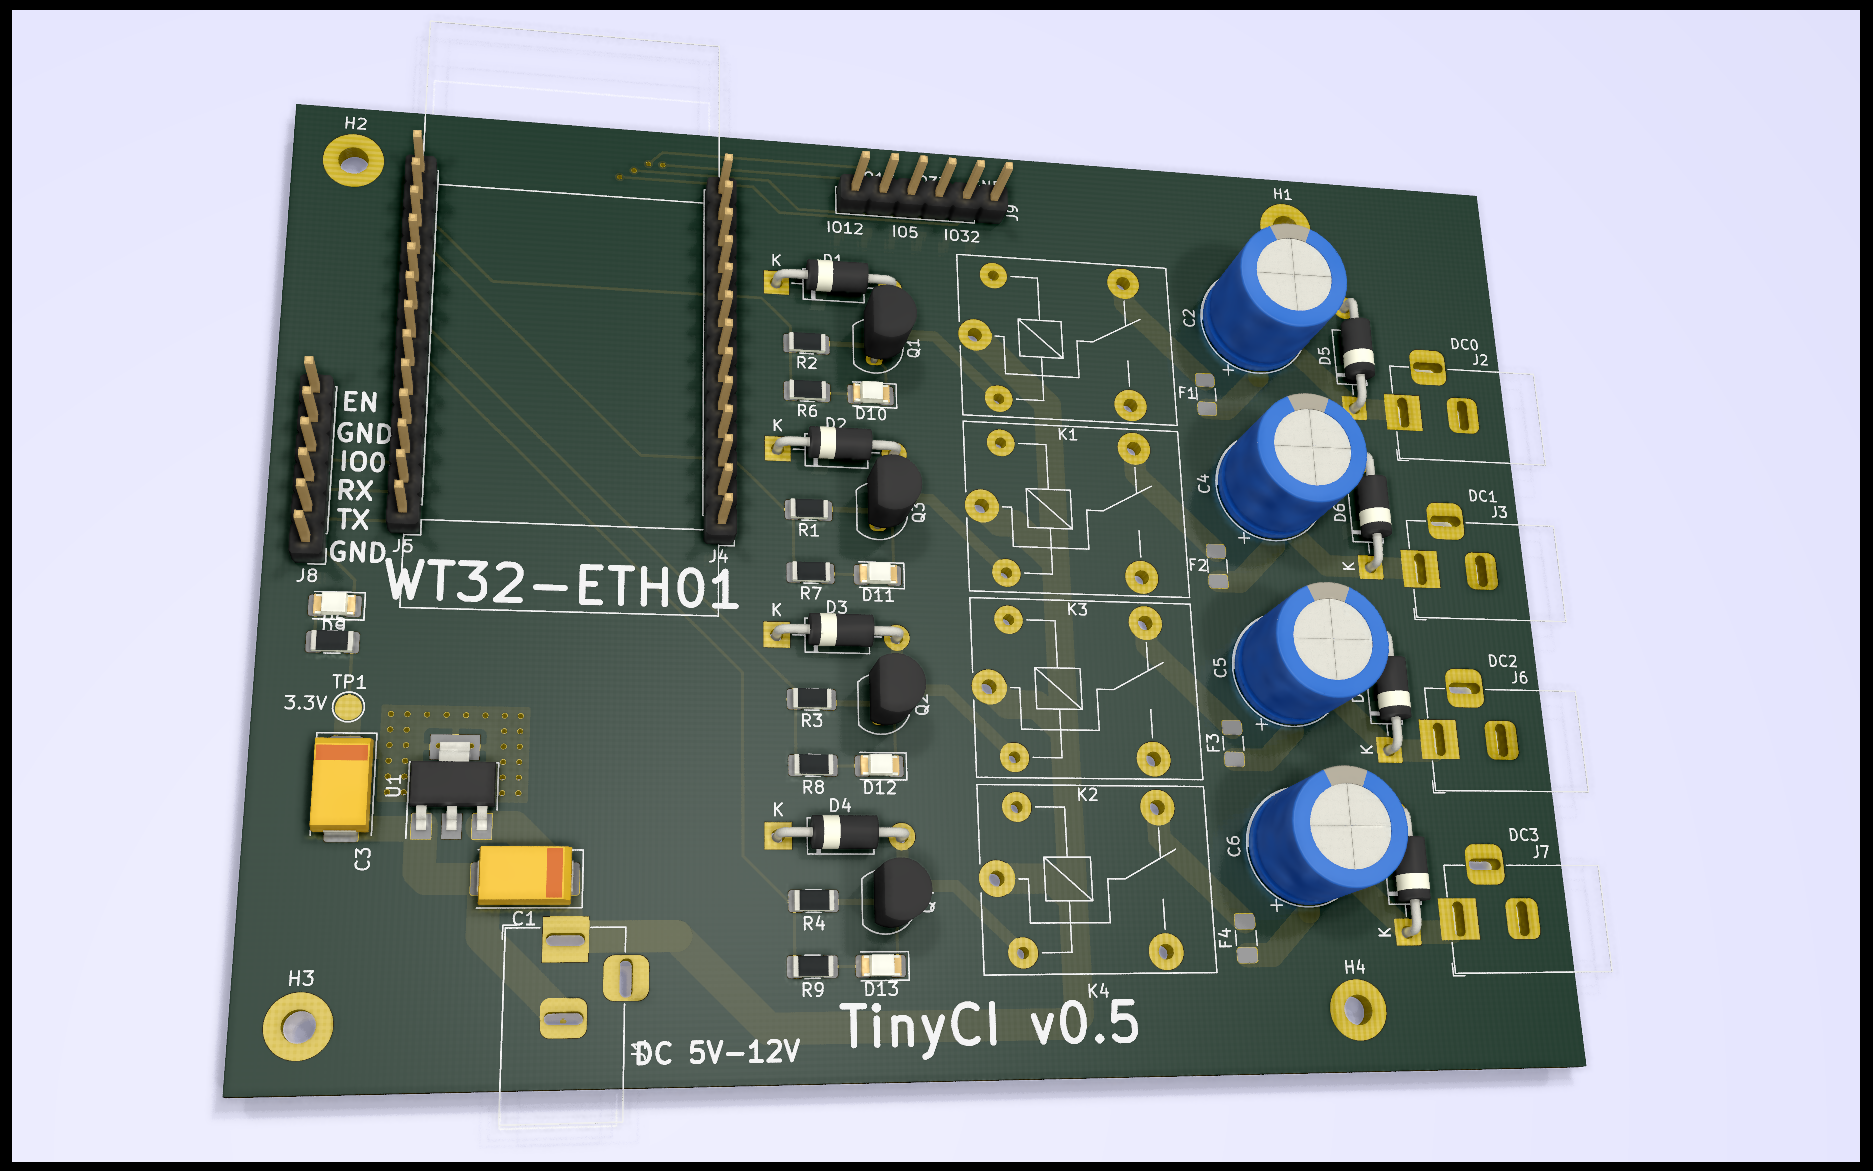 H2
H1
J9
IO12 IO5 IO32
K D1
Q1
R2
R6 D10
C2
D5
DC0
J2
F1
EN
GND
IO0
RX
TX
GND
J8
J5
J4
WT32-ETH01
K D2
K1
Q3
R1
R7 D11
C4
D6
DC1
J3
F2
K
K D3
K3
Q2
R3
R8 D12
C5
DC2
J6
F3
K
TP1
3.3V
U1
C3
C1
K D4
K2
R4
R9 D13
C6
DC3
J7
F4
K
K4
H3
H4
DC 5V-12V
TinyCI v0.5